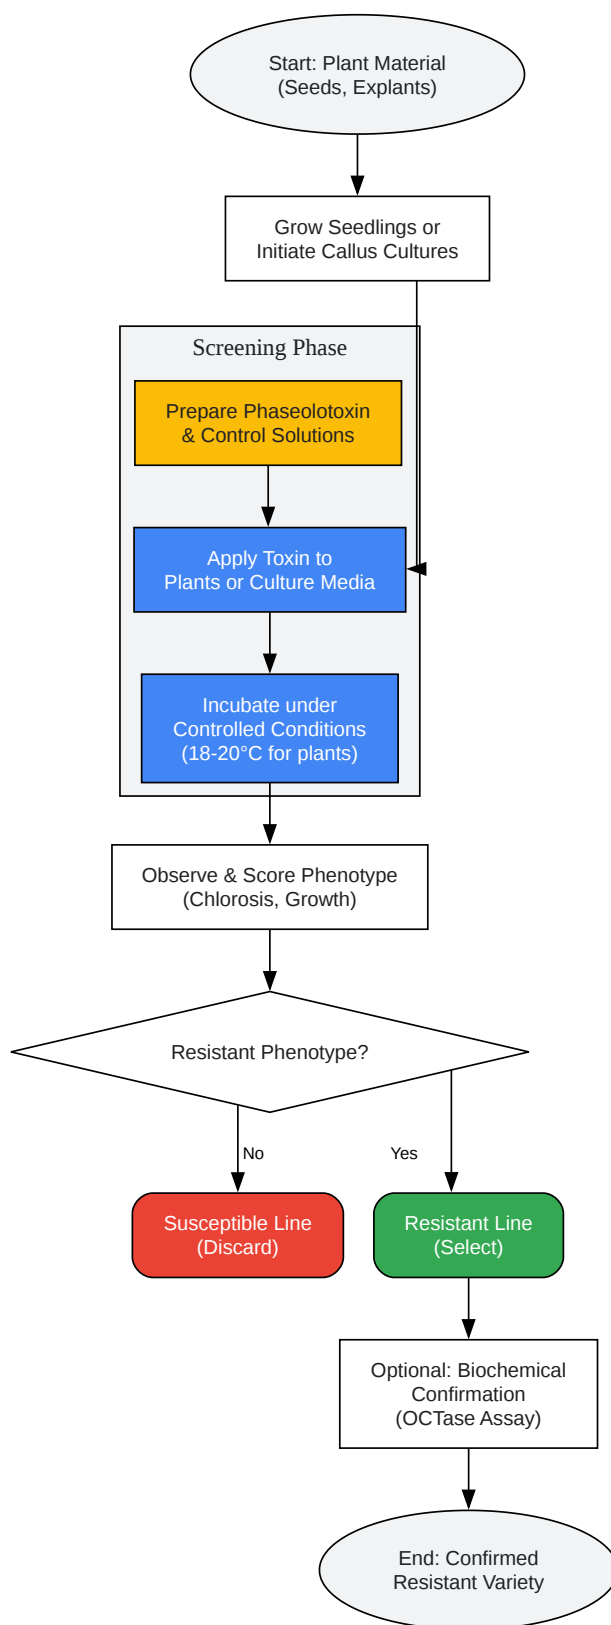 Start: Plant Material
(Seeds, Explants)
Grow Seedlings or
Initiate Callus Cultures
Screening Phase
Prepare Phaseolotoxin
& Control Solutions
Apply Toxin to
Plants or Culture Media
Incubate under
Controlled Conditions
(18-20°C for plants)
Observe & Score Phenotype
(Chlorosis, Growth)
Resistant Phenotype?
No
Yes
Susceptible Line
(Discard)
Resistant Line
(Select)
Optional: Biochemical
Confirmation
(OCTase Assay)
End: Confirmed
Resistant Variety